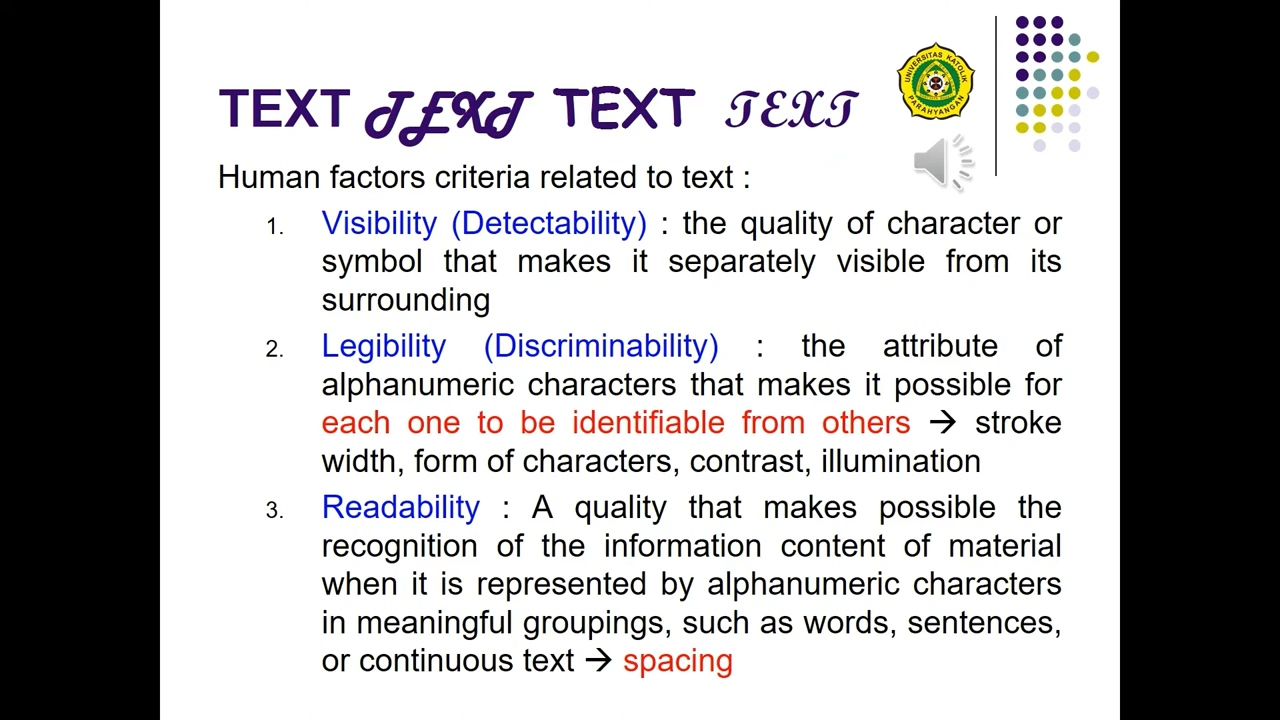 TEXT TEXT TEXT TEXT
UNIVERSITAS KATOLIK
PARAHYANGAN
Human factors criteria related to text :
1. Visibility (Detectability) : the quality of character or
symbol that makes it separately visible from its
surrounding
2. Legibility (Discriminability) : the attribute of
alphanumeric characters that makes it possible for
each one to be identifiable from others → stroke
width, form of characters, contrast, illumination
3. Readability : A quality that makes possible the
recognition of the information content of material
when it is represented by alphanumeric characters
in meaningful groupings, such as words, sentences,
or continuous text → spacing